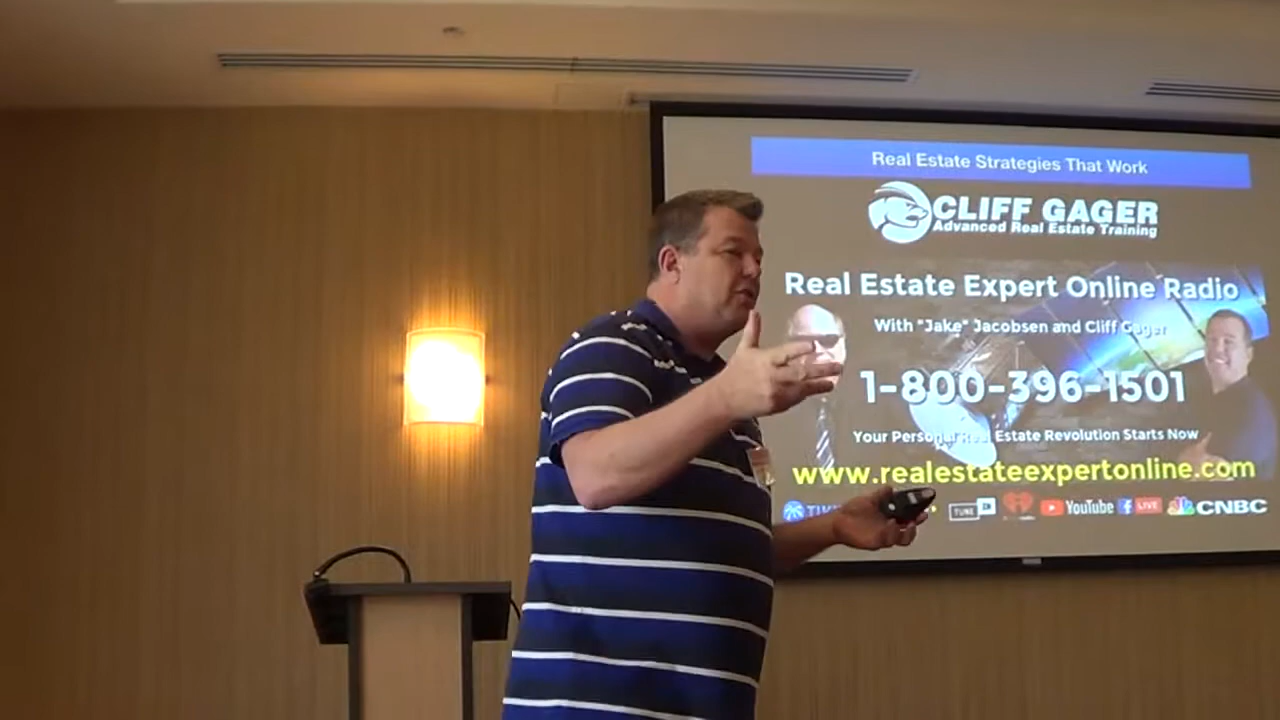 Real Estate Strategies That Work
CLIFF GAGER
Advanced Real Estate Training
Real Estate Expert Online Radio
With "Jake" Jacobsen and Cliff Gager
1-800-396-1501
Your Personal Real Estate Revolution Starts Now
www.realestateexpertonline.com
TUNE IN YouTube LIVE CNBC